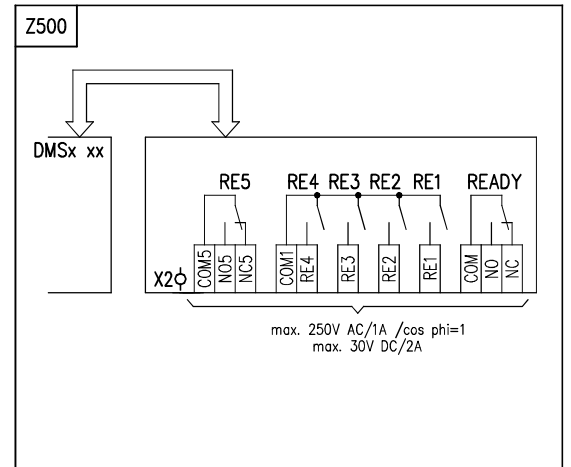 Z500
DMSx xx
RE5 RE4 RE3 RE2 RE1 READY
X2 COM5 NO5 NC5 COM1 RE4 RE3 RE2 RE1 COM NO NC
max. 250V AC/1A /cos phi=1
max. 30V DC/2A